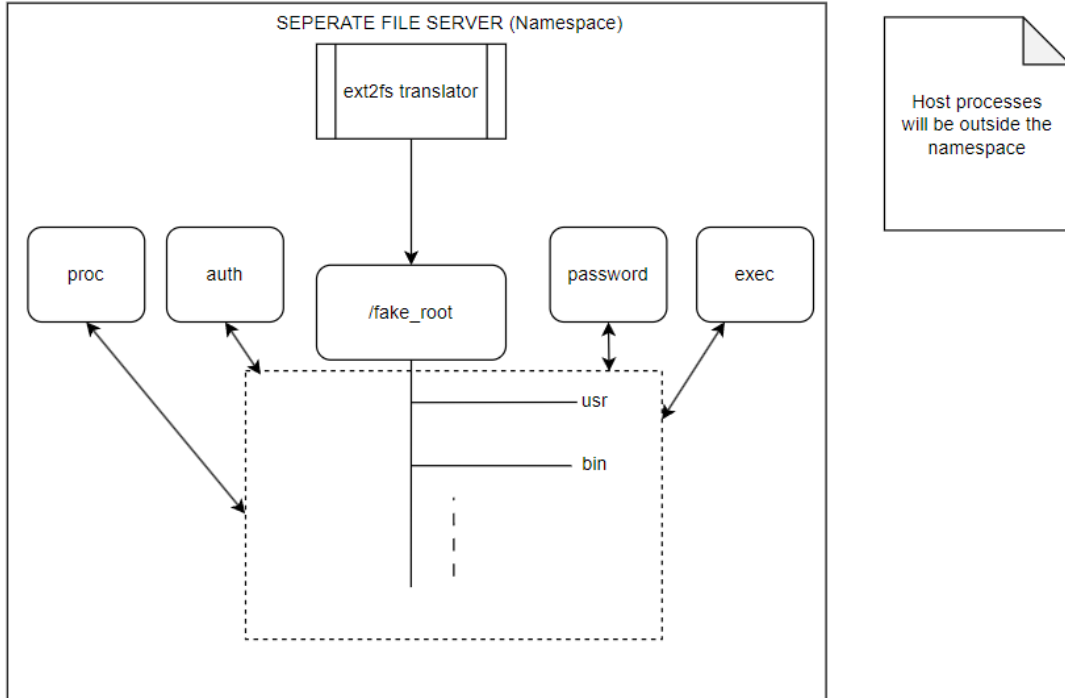 SEPERATE FILE SERVER (Namespace)
ext2fs translator
Host processes
will be outside the
namespace
proc
auth
/fake_root
password
exec
usr
bin